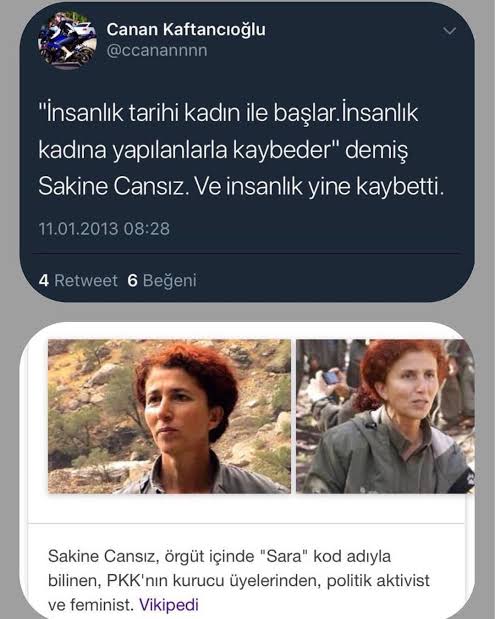 Canan Kaftancıoğlu
@ccanannnn
"İnsanlık tarihi kadın ile başlar.İnsanlık
kadına yapılanlarla kaybeder" demiş
Sakine Cansız. Ve insanlık yine kaybetti.
11.01.2013 08:28
4 Retweet 6 Beğeni
Sakine Cansız, örgüt içinde "Sara" kod adıyla
bilinen, PKK'nın kurucu üyelerinden, politik aktivist
ve feminist. Vikipedi